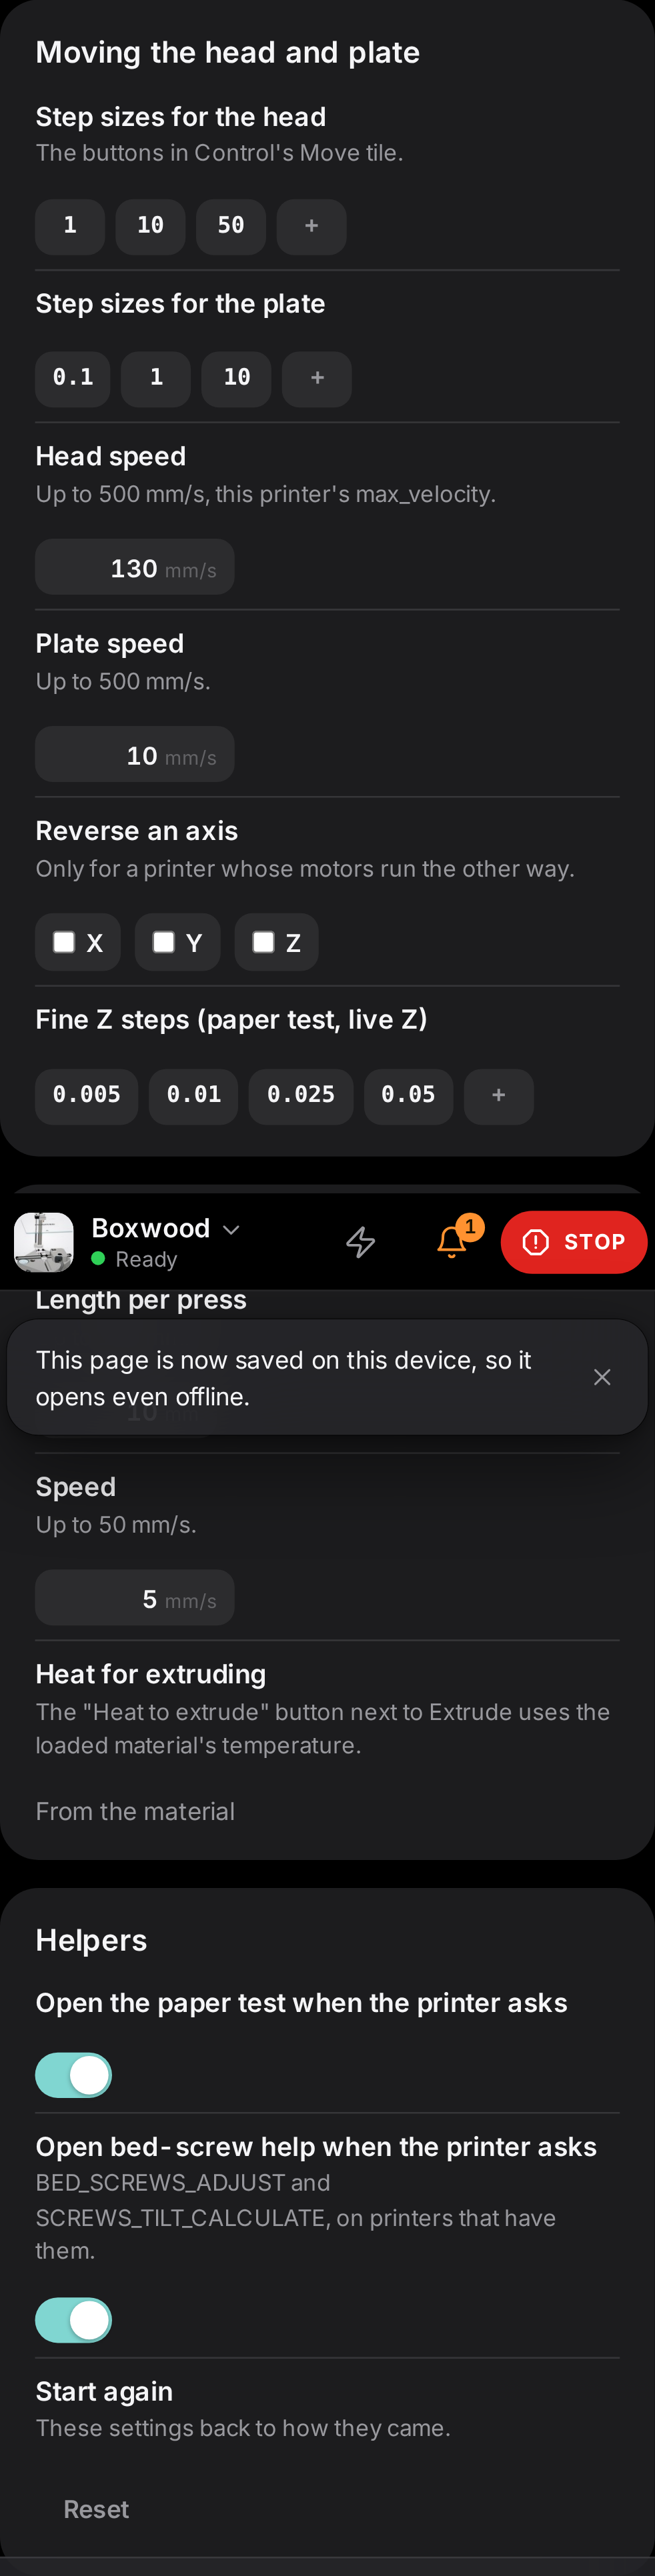 Moving the head and plate
Step sizes for the head
The buttons in Control's Move tile.
1 10 50 +
Step sizes for the plate
0.1 1 10 +
Head speed
Up to 500 mm/s, this printer's max_velocity.
130 mm/s
Plate speed
Up to 500 mm/s.
10 mm/s
Reverse an axis
Only for a printer whose motors run the other way.
X Y Z
Fine Z steps (paper test, live Z)
0.005 0.01 0.025 0.05 +
Boxwood
1
STOP
Ready
Length per press
This page is now saved on this device, so it
opens even offline.
10
Speed
Up to 50 mm/s.
5 mm/s
Heat for extruding
The "Heat to extrude" button next to Extrude uses the
loaded material's temperature.
From the material
Helpers
Open the paper test when the printer asks
Open bed-screw help when the printer asks
BED_SCREWS_ADJUST and
SCREWS_TILT_CALCULATE, on printers that have
them.
Start again
These settings back to how they came.
Reset